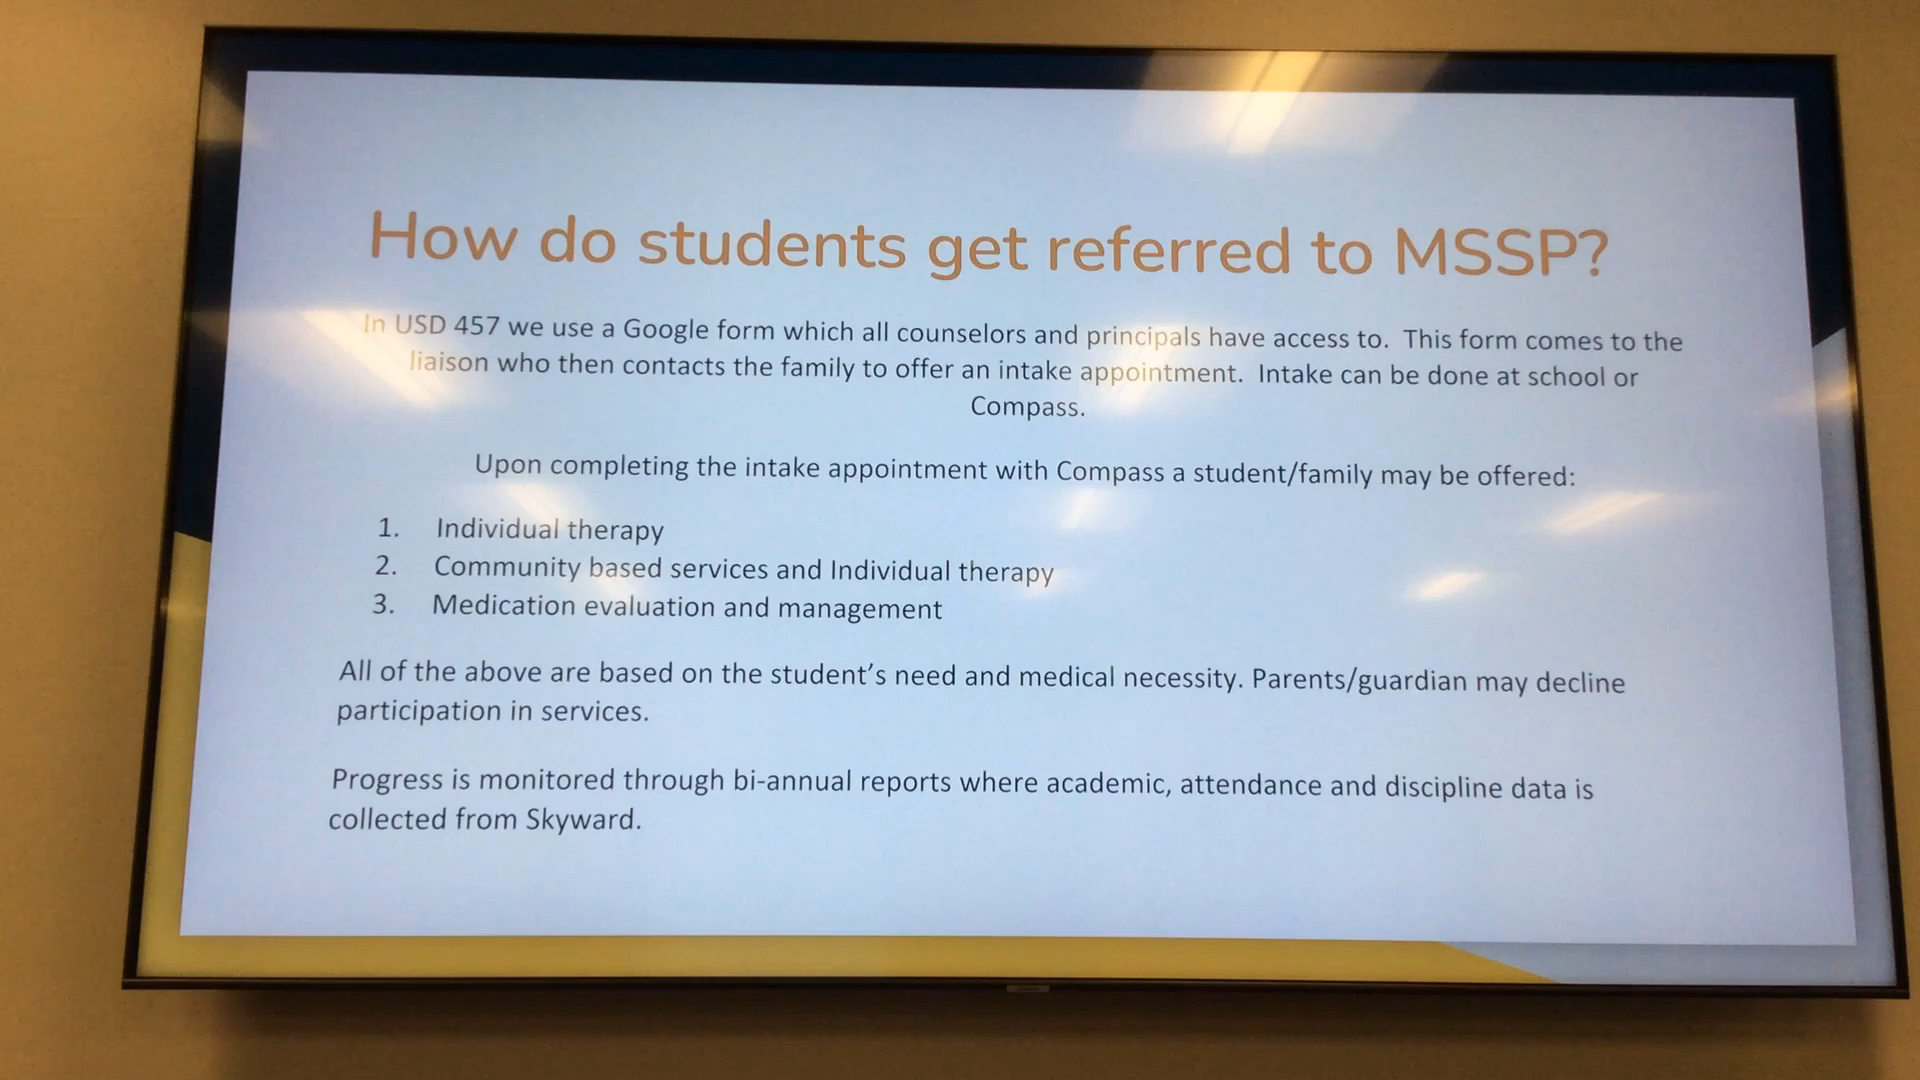 How do students get referred to MSSP?
In USD 457 we use a Google form which all counselors and principals have access to. This form comes to the
liaison who then contacts the family to offer an intake appointment. Intake can be done at school or
Compass.
Upon completing the intake appointment with Compass a student/family may be offered:
1. Individual therapy
2. Community based services and Individual therapy
3. Medication evaluation and management
All of the above are based on the student’s need and medical necessity. Parents/guardian may decline
participation in services.
Progress is monitored through bi-annual reports where academic, attendance and discipline data is
collected from Skyward.